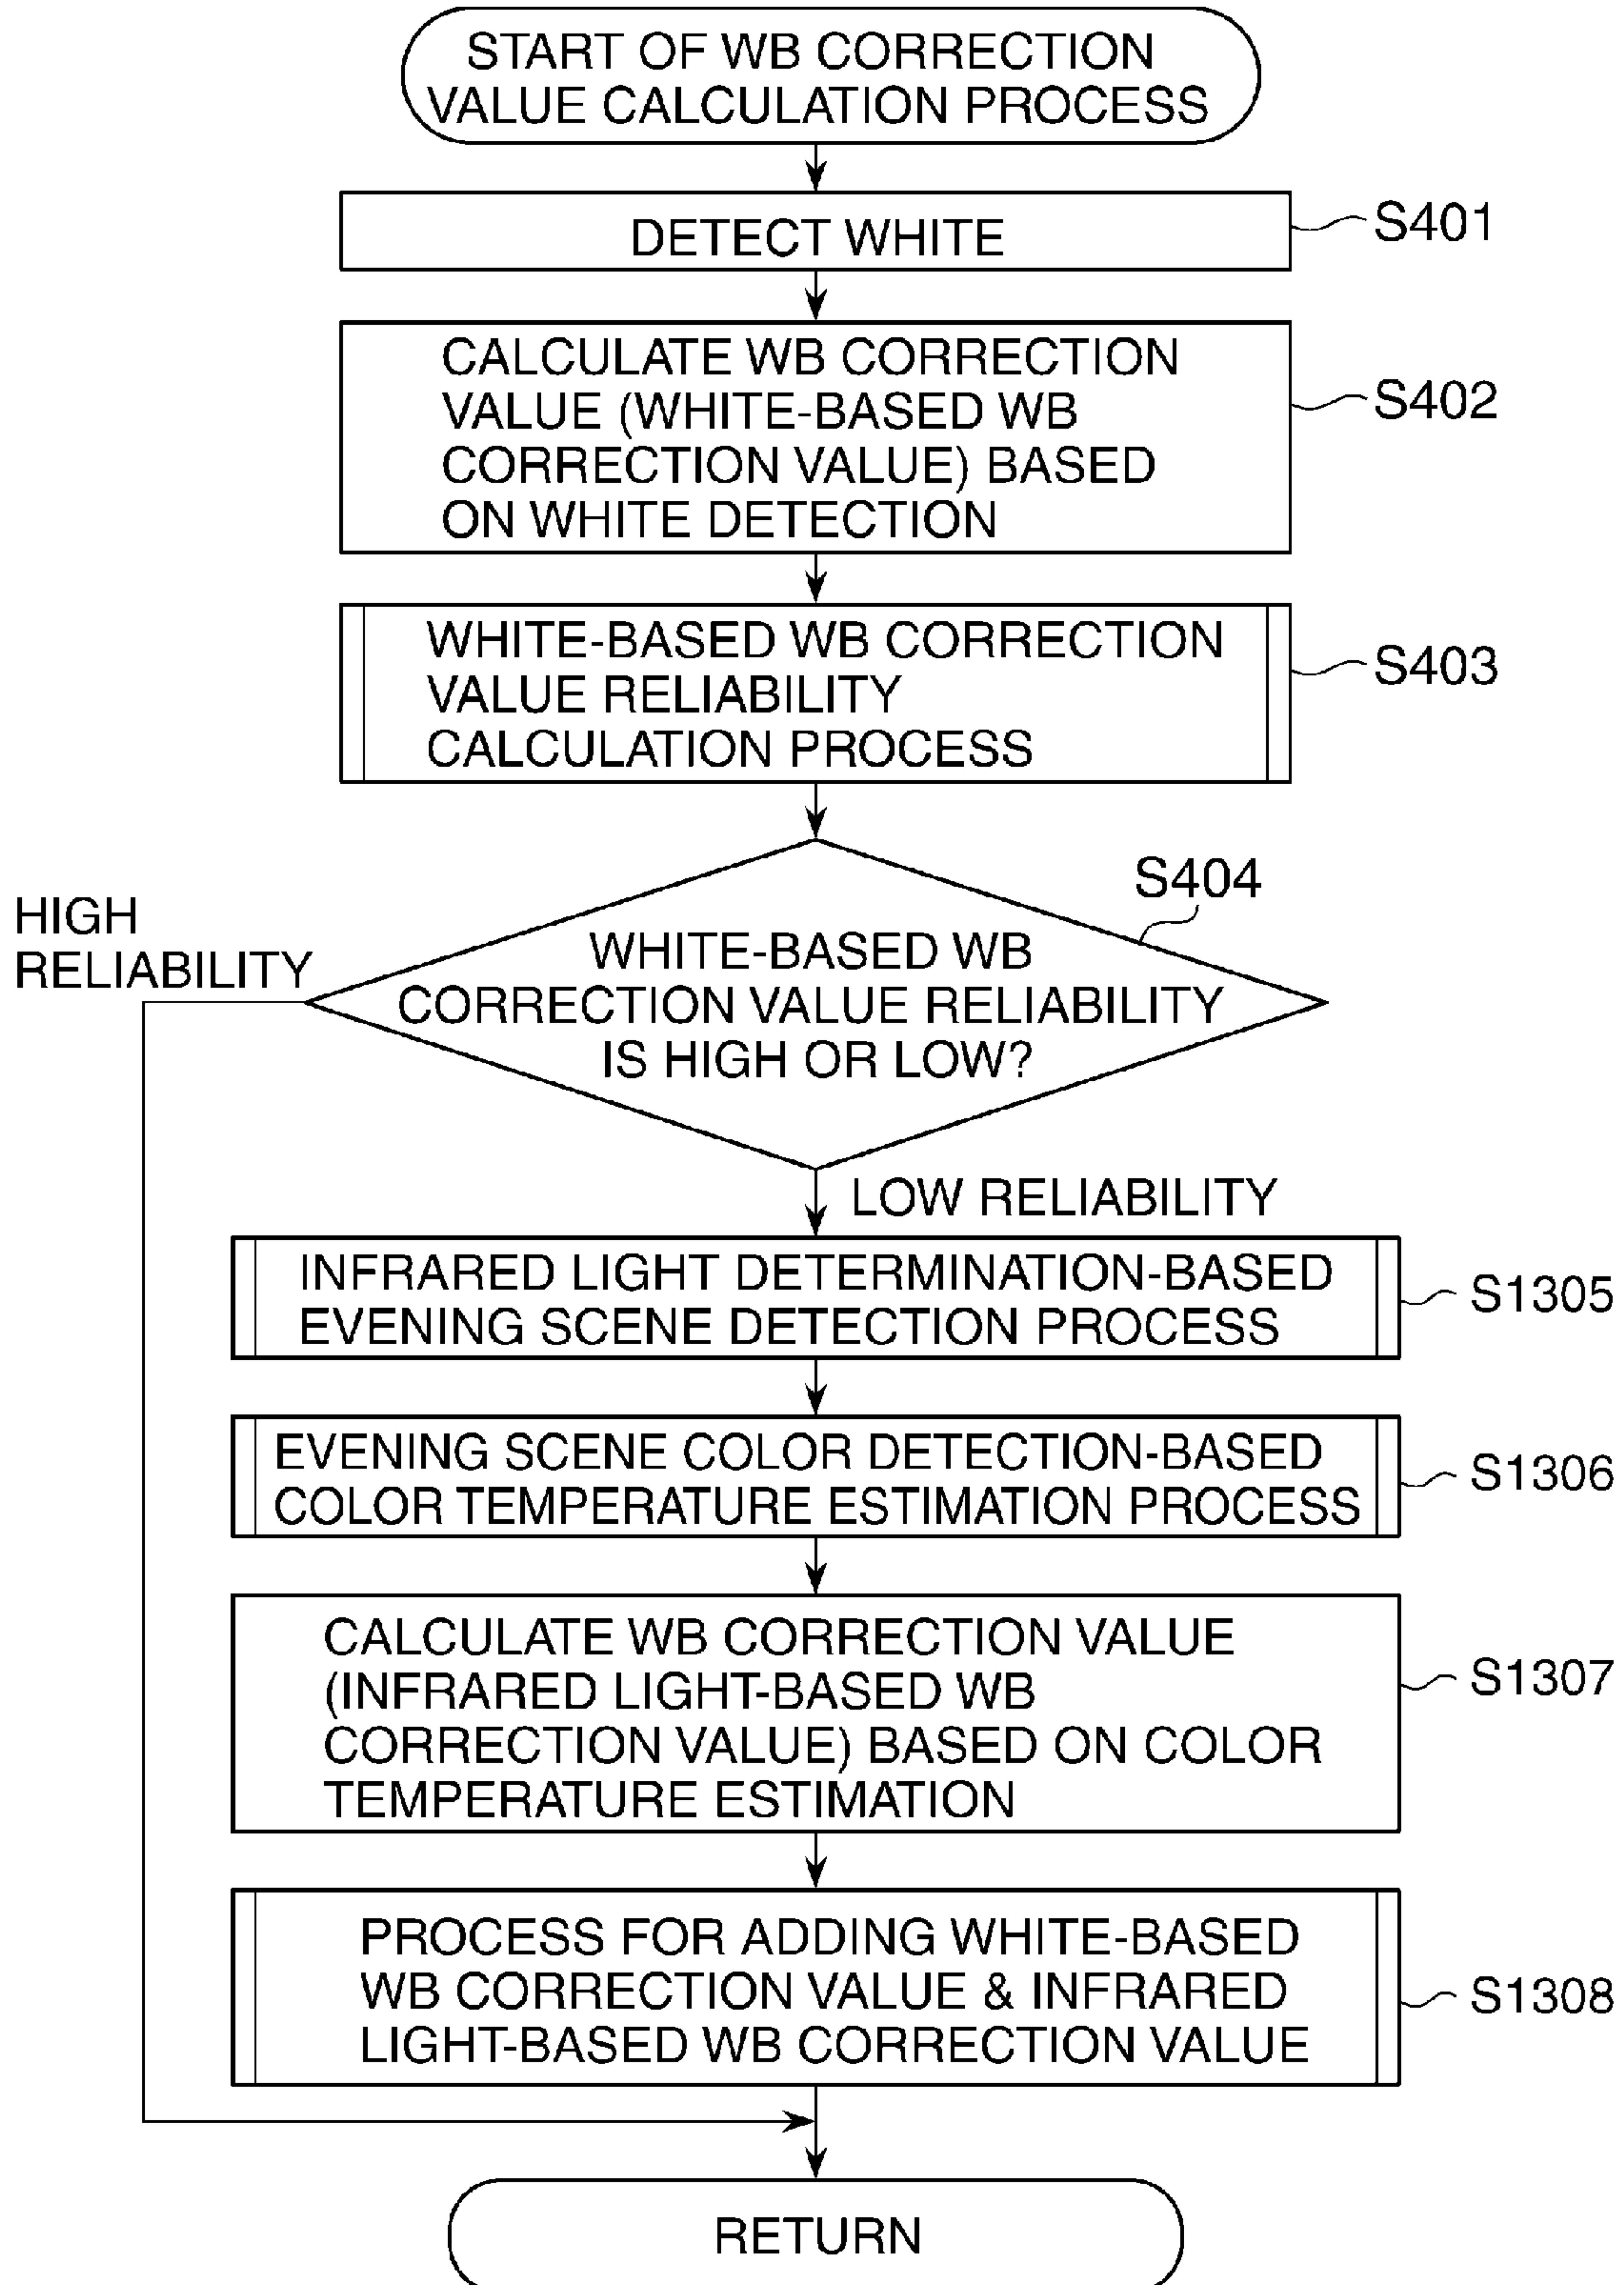 START OF WB CORRECTION
VALUE CALCULATION PROCESS
DETECT WHITE
S401
CALCULATE WB CORRECTION
VALUE (WHITE-BASED WB
CORRECTION VALUE) BASED
ON WHITE DETECTION
S402
WHITE-BASED WB CORRECTION
VALUE RELIABILITY
CALCULATION PROCESS
S403
S404
HIGH
RELIABILITY
WHITE-BASED WB
CORRECTION VALUE RELIABILITY
IS HIGH OR LOW?
LOW RELIABILITY
INFRARED LIGHT DETERMINATION-BASED
EVENING SCENE DETECTION PROCESS
S1305
EVENING SCENE COLOR DETECTION-BASED
COLOR TEMPERATURE ESTIMATION PROCESS
S1306
CALCULATE WB CORRECTION VALUE
(INFRARED LIGHT-BASED WB
CORRECTION VALUE) BASED ON COLOR
TEMPERATURE ESTIMATION
S1307
PROCESS FOR ADDING WHITE-BASED
WB CORRECTION VALUE & INFRARED
LIGHT-BASED WB CORRECTION VALUE
S1308
RETURN